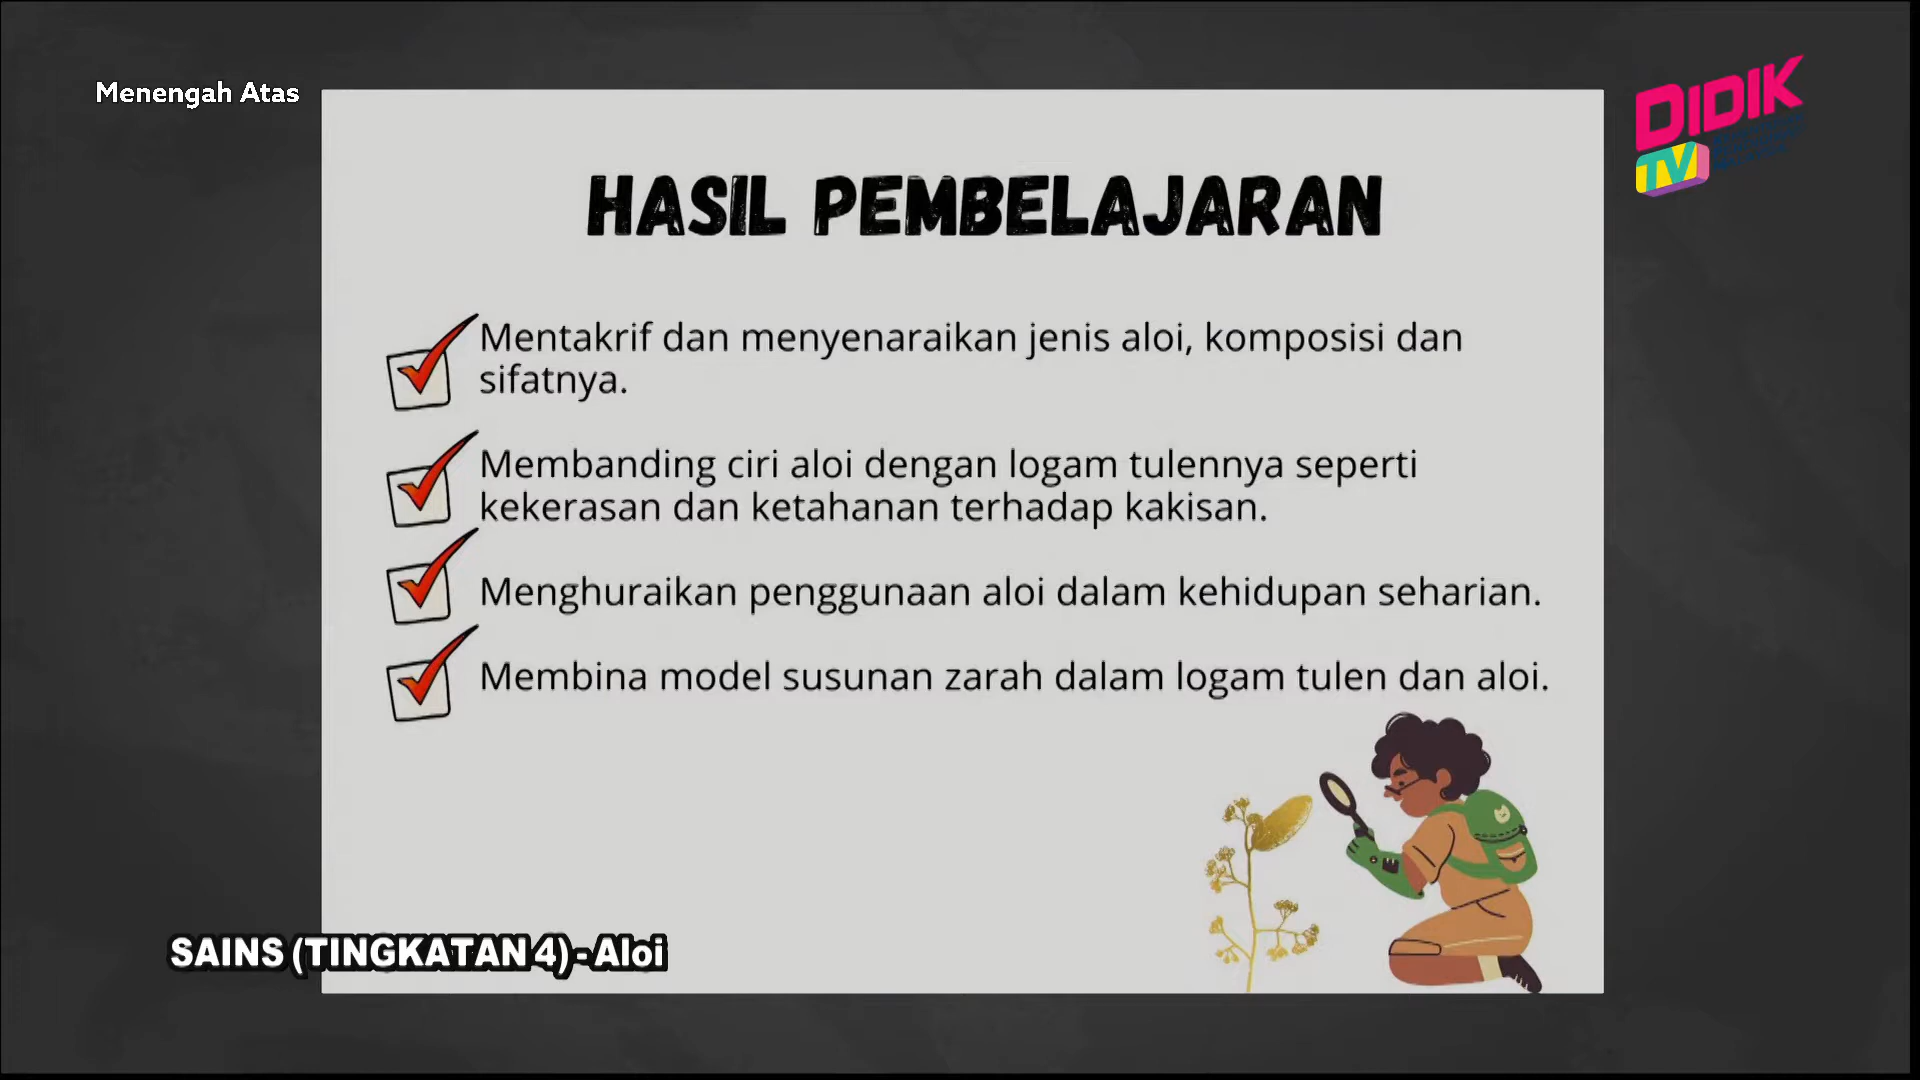 Menengah Atas
DIDIK
TV
HASIL PEMBELAJARAN
Mentakrif dan menyenaraikan jenis aloi, komposisi dan
sifatnya.
Membanding ciri aloi dengan logam tulennya seperti
kekerasan dan ketahanan terhadap kakisan.
Menghuraikan penggunaan aloi dalam kehidupan seharian.
Membina model susunan zarah dalam logam tulen dan aloi.
SAINS (TINGKATAN 4) - Aloi